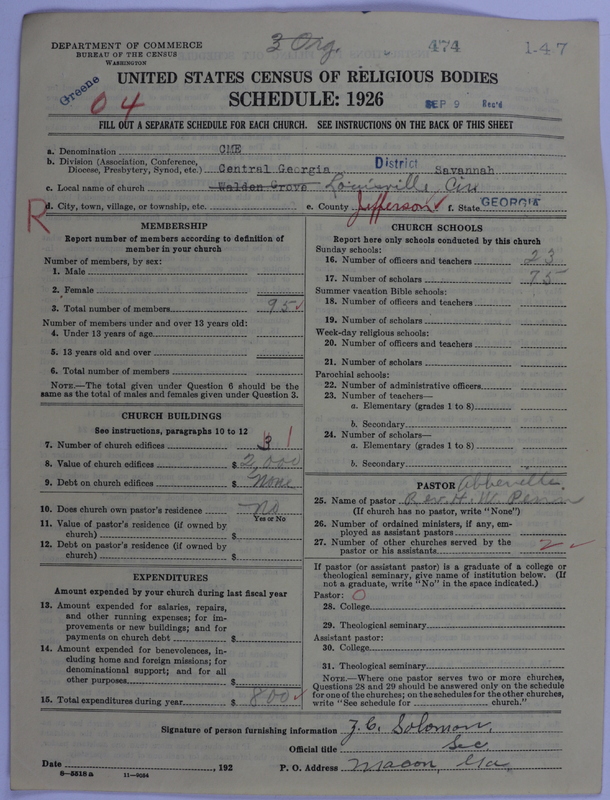 DEPARTMENT OF COMMERCE
BUREAU OF THE CENSUS
WASHINGTON
3 Org.
474
1-47
Greene
04
UNITED STATES CENSUS OF RELIGIOUS BODIES
SCHEDULE: 1926
SEP 9 Rec'd
FILL OUT A SEPARATE SCHEDULE FOR EACH CHURCH. SEE INSTRUCTIONS ON THE BACK OF THIS SHEET
a. Denomination CME
b. Division (Association, Conference, Diocese, Presbytery, Synod, etc.) Central Georgia District Savannah
c. Local name of church Walden Grove Louisville Cir
R
d. City, town, village, or township, etc. e. County Jefferson f. State GEORGIA
MEMBERSHIP
Report number of members according to definition of
member in your church
Number of members, by sex:
1. Male
2. Female
3. Total number of members 95
Number of members under and over 13 years old:
4. Under 13 years of age
5. 13 years old and over
6. Total number of members
NOTE.—The total given under Question 6 should be the
same as the total of males and females given under Question 3.
CHURCH BUILDINGS
See instructions, paragraphs 10 to 12
7. Number of church edifices 3 1
8. Value of church edifices $ 2,000
9. Debt on church edifices $ None
10. Does church own pastor's residence No
Yes or No
11. Value of pastor's residence (if owned by
church) $
12. Debt on pastor's residence (if owned by
church) $
EXPENDITURES
Amount expended by your church during last fiscal year
13. Amount expended for salaries, repairs,
and other running expenses; for im-
provements or new buildings; and for
payments on church debt $
14. Amount expended for benevolences, in-
cluding home and foreign missions; for
denominational support; and for all
other purposes $
15. Total expenditures during year $ 800
CHURCH SCHOOLS
Report here only schools conducted by this church
Sunday schools:
16. Number of officers and teachers 23
17. Number of scholars 75
Summer vacation Bible schools:
18. Number of officers and teachers
19. Number of scholars
Week-day religious schools:
20. Number of officers and teachers
21. Number of scholars
Parochial schools:
22. Number of administrative officers
23. Number of teachers—
a. Elementary (grades 1 to 8)
b. Secondary
24. Number of scholars—
a. Elementary (grades 1 to 8)
b. Secondary
PASTOR Abbeville
25. Name of pastor Rev. H. W.
(If church has no pastor, write "None")
26. Number of ordained ministers, if any, em-
ployed as assistant pastors
27. Number of other churches served by the
pastor or his assistants 2
If pastor (or assistant pastor) is a graduate of a college or
theological seminary, give name of institution below. (If
not a graduate, write "No" in the space indicated.)
Pastor: 0
28. College
29. Theological seminary
Assistant pastor:
30. College
31. Theological seminary
NOTE.—Where one pastor serves two or more churches,
Questions 28 and 29 should be answered only on the schedule
for one of the churches; on the schedules for the other churches,
write "See schedule for church."
Signature of person furnishing information J. C. Solomon
Official title Sec
Date , 192 P. O. Address Macon, Ga,
6—5518 a 11—9054